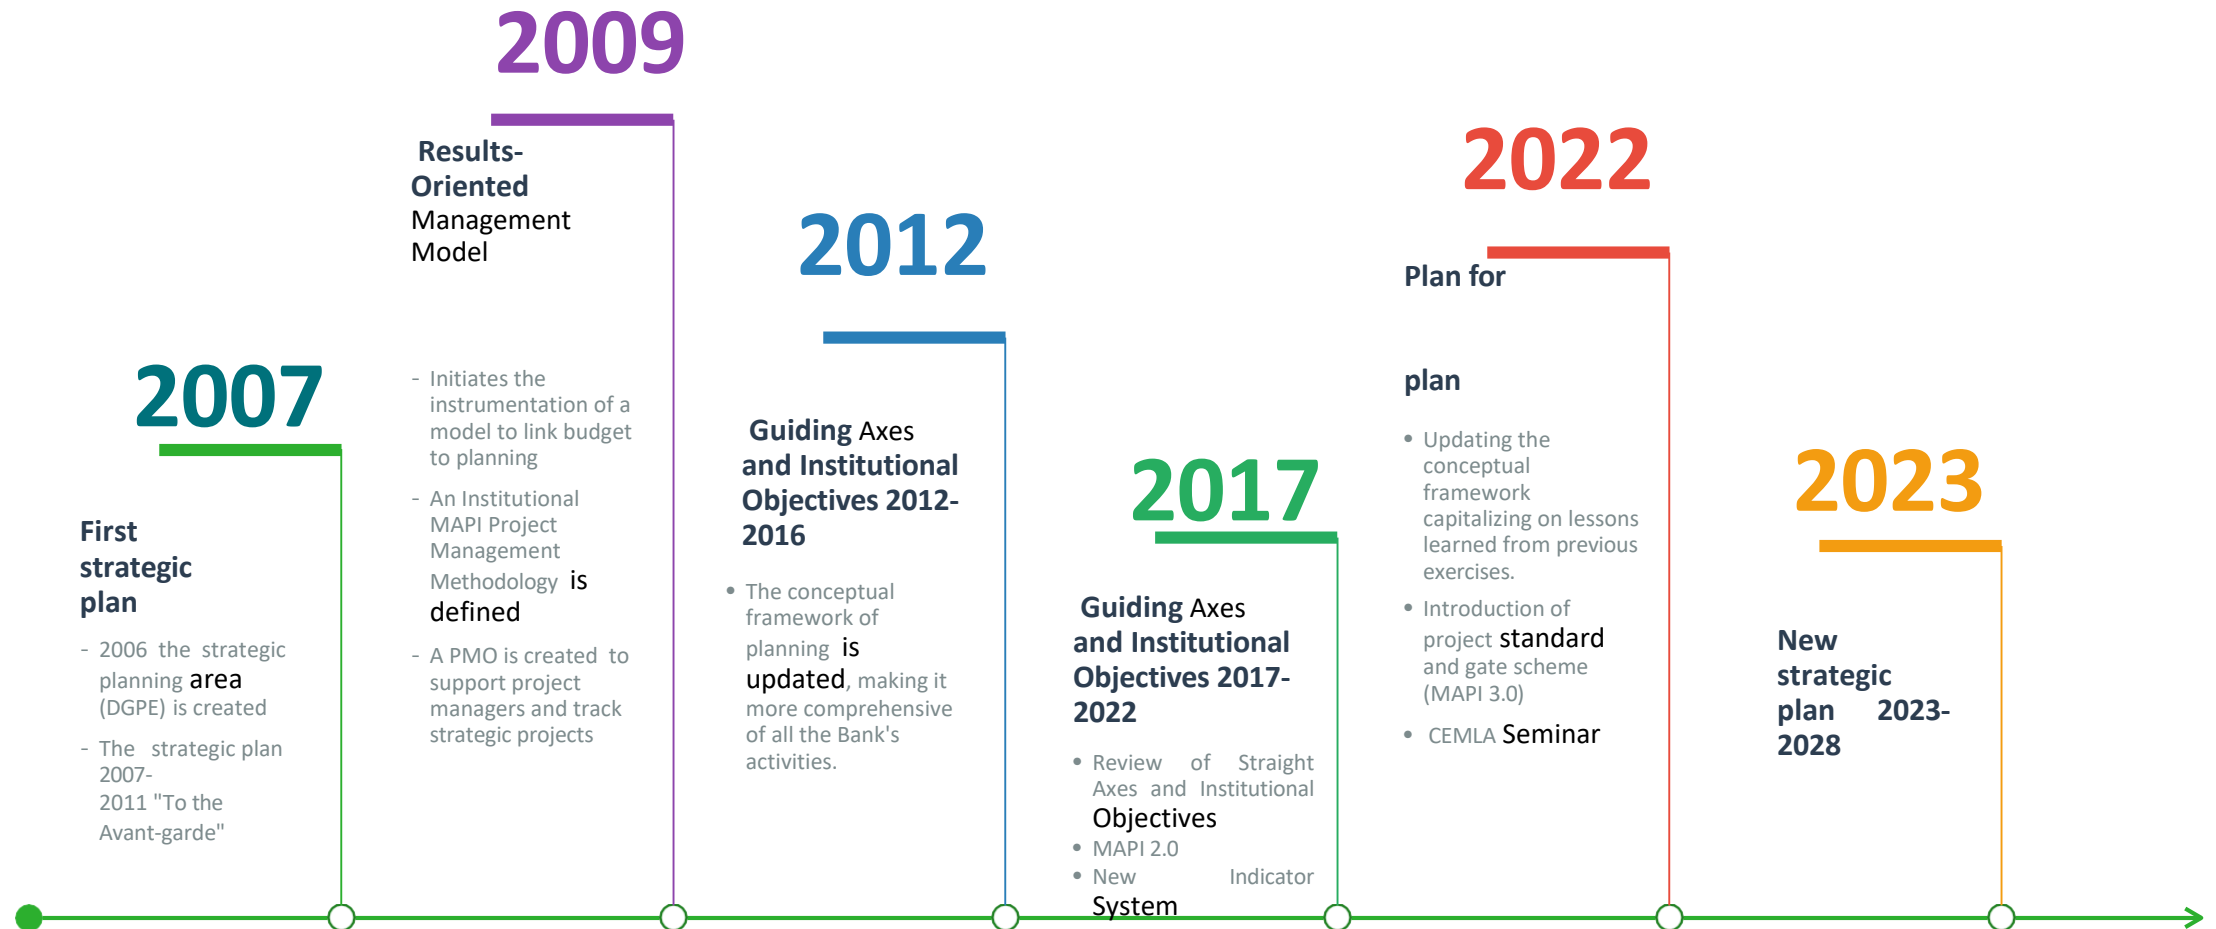 2007
First
strategic
plan
- 2006 the strategic
planning area
(DGPE) is created
- The strategic plan
2007-
2011 "To the
Avant-garde"
2009
Results-
Oriented
Management
Model
- Initiates the
instrumentation of a
model to link budget
to planning
- An Institutional
MAPI Project
Management
Methodology is
defined
- A PMO is created to
support project
managers and track
strategic projects
2012
Guiding Axes
and Institutional
Objectives 2012-
2016
• The conceptual
framework of
planning is
updated, making it
more comprehensive
of all the Bank's
activities.
2017
Guiding Axes
and Institutional
Objectives 2017-
2022
• Review of Straight
Axes and Institutional
Objectives
• MAPI 2.0
• New Indicator
System
2022
Plan for
plan
• Updating the
conceptual
framework
capitalizing on lessons
learned from previous
exercises.
• Introduction of
project standard
and gate scheme
(MAPI 3.0)
• CEMLA Seminar
2023
New
strategic
plan 2023-
2028